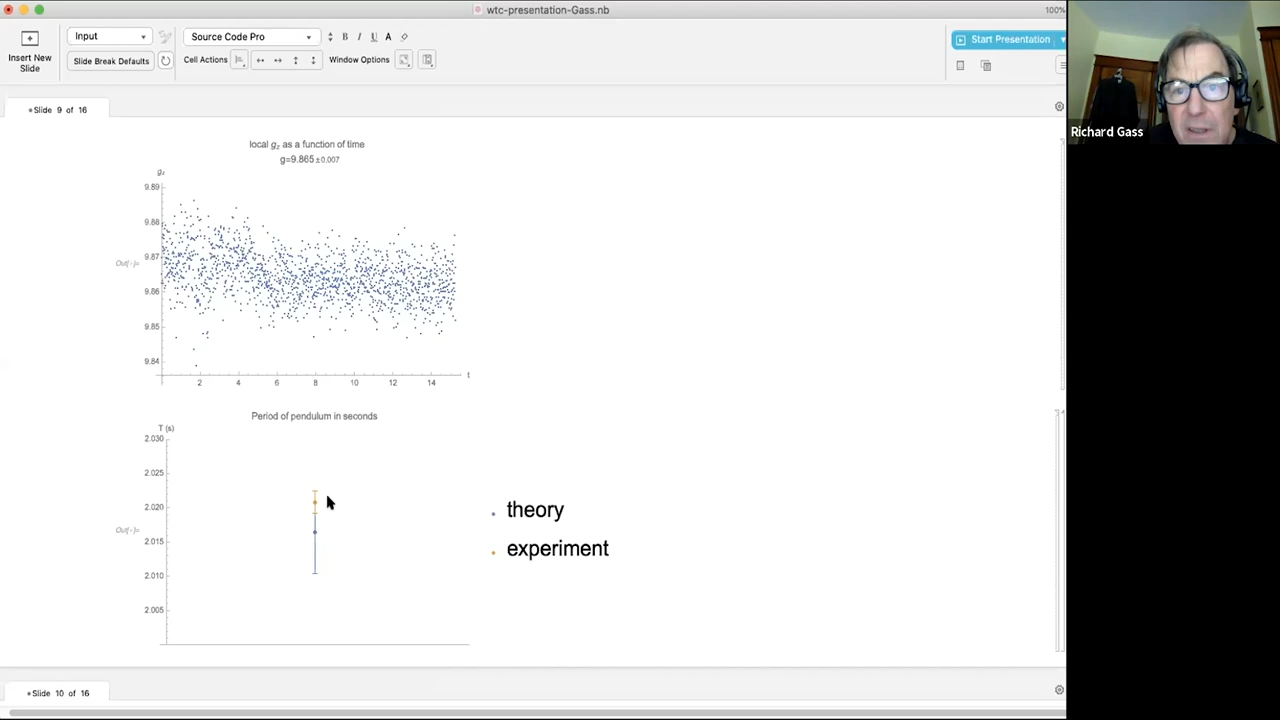 wtc-presentation-Gass.nb
100%
Insert New
Slide
Input
Slide Break Defaults
Source Code Pro
B I U A
Cell Actions
Window Options
Start Presentation
Slide 9 of 16
local gz as a function of time
g=9.865±0.007
gz
9.89
9.88
9.87
9.86
9.85
9.84
Out[-]=
2 4 6 8 10 12 14
t
Period of pendulum in seconds
T (s)
2.030
2.025
2.020
2.015
2.010
2.005
Out[-]=
theory
experiment
Slide 10 of 16
Richard Gass